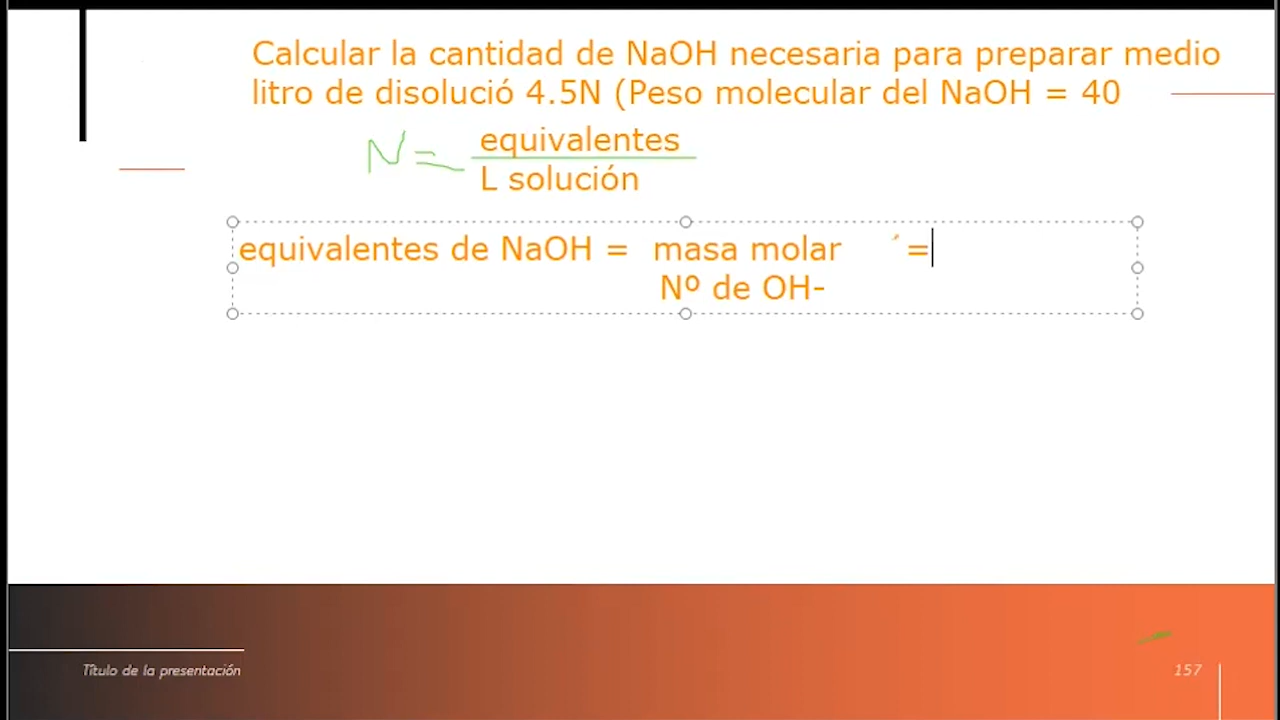 Calcular la cantidad de NaOH necesaria para preparar medio
litro de disolució 4.5N (Peso molecular del NaOH = 40
N = equivalentes
L solución
equivalentes de NaOH = masa molar ´=
Nº de OH-
Título de la presentación
157